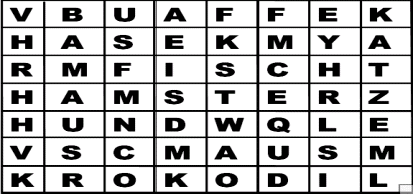 V B U A F F E K
H A S E K M Y A
R M F I S C H T
H A M S T E R Z
H U N D W Q L E
V S C M A U S M
K R O K O D I L